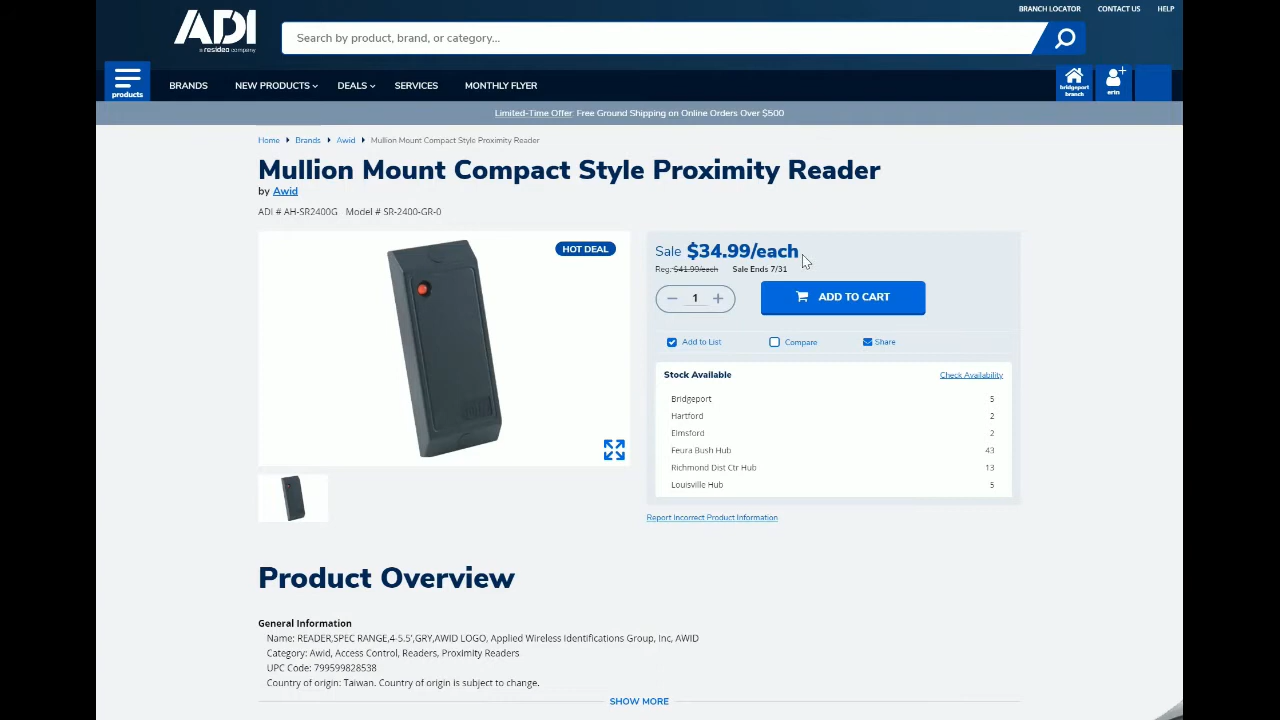 BRANCH LOCATOR CONTACT US HELP
ADI
a resideo company
Search by product, brand, or category...
products
BRANDS NEW PRODUCTS DEALS SERVICES MONTHLY FLYER
bridgeport branch
erin
Limited-Time Offer Free Ground Shipping on Online Orders Over $500
Home Brands Awid Mullion Mount Compact Style Proximity Reader
Mullion Mount Compact Style Proximity Reader
by Awid
ADI # AH-SR2400G Model # SR-2400-GR-0
HOT DEAL
Sale $34.99/each
Reg: $41.99/each Sale Ends 7/31
1
ADD TO CART
Add to List Compare Share
Stock Available Check Availability
Bridgeport 5
Hartford 2
Elmsford 2
Feura Bush Hub 43
Richmond Dist Ctr Hub 13
Louisville Hub 5
Report Incorrect Product Information
Product Overview
General Information
Name: READER,SPEC RANGE,4-5.5',GRY,AWID LOGO, Applied Wireless Identifications Group, Inc, AWID
Category: Awid, Access Control, Readers, Proximity Readers
UPC Code: 799599828538
Country of origin: Taiwan. Country of origin is subject to change.
SHOW MORE